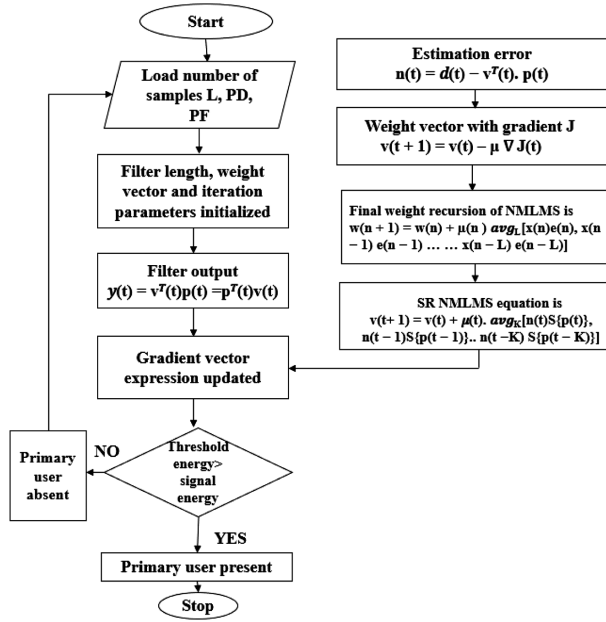 Start
Load number of
samples L, PD,
PF
Filter length, weight
vector and iteration
parameters initialized
Filter output
y(t) = vᵀ(t)p(t) =pᵀ(t)v(t)
Gradient vector
expression updated
Threshold
energy>
signal
energy
NO
Primary
user
absent
YES
Primary user present
Stop
Estimation error
n(t) = d(t) − vᵀ(t). p(t)
Weight vector with gradient J
v(t + 1) = v(t) − μ ∇ J(t)
Final weight recursion of NMLMS is
w(n + 1) = w(n) + μ(n ) avg_L[x(n)e(n), x(n
− 1) e(n − 1) … … x(n − L) e(n − L)]
SR NMLMS equation is
v(t+ 1) = v(t) + μ(t). avg_K[n(t)S{p(t)},
n(t − 1)S{p(t − 1)}.. n(t −K) S{p(t − K)}]